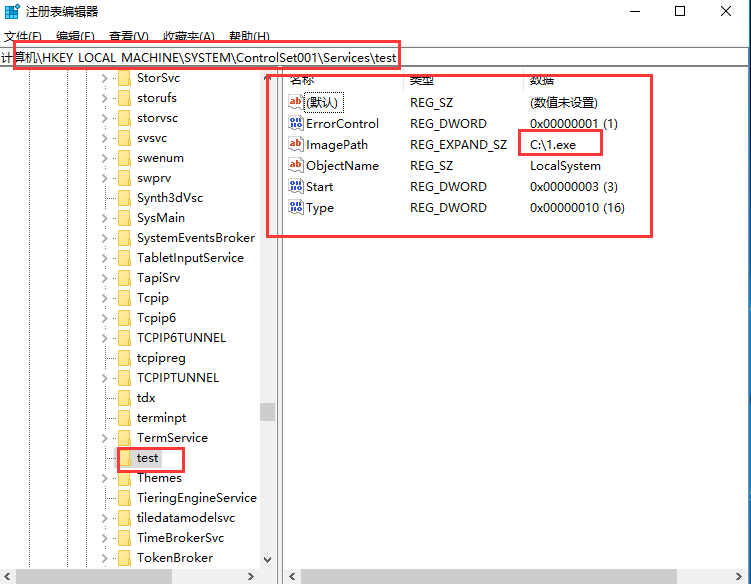 注册表编辑器
文件(F) 编辑(E) 查看(V) 收藏夹(A) 帮助(H)
计算机\HKEY_LOCAL_MACHINE\SYSTEM\ControlSet001\Services\test
StorSvc
storufs
storvsc
svsvc
swenum
swprv
Synth3dVsc
SysMain
SystemEventsBroker
TabletInputService
TapiSrv
Tcpip
Tcpip6
TCPIP6TUNNEL
tcpipreg
TCPIPTUNNEL
tdx
terminpt
TermService
test
Themes
TieringEngineService
tiledatamodelsvc
TimeBrokerSvc
TokenBroker
名称 类型 数据
(默认) REG_SZ (数值未设置)
ErrorControl REG_DWORD 0x00000001 (1)
ImagePath REG_EXPAND_SZ C:\1.exe
ObjectName REG_SZ LocalSystem
Start REG_DWORD 0x00000003 (3)
Type REG_DWORD 0x00000010 (16)